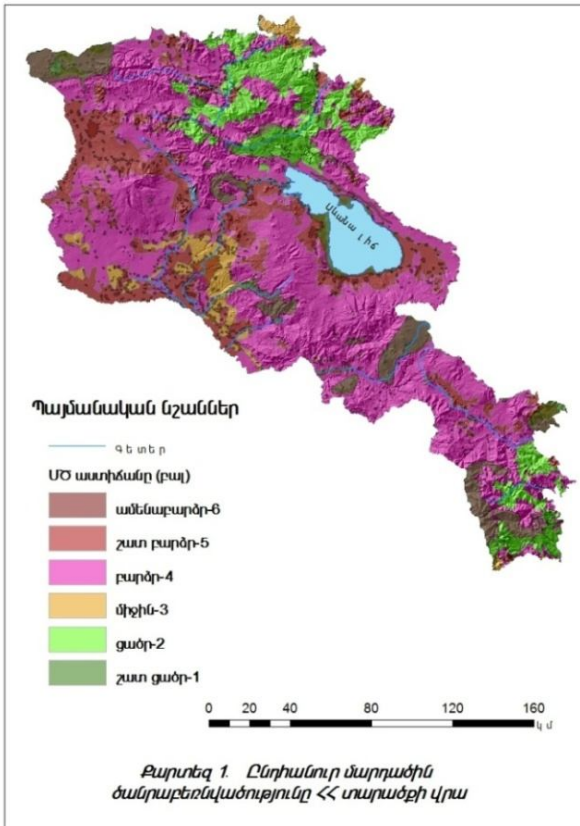 Սևանա լիճ
Պայմանական նշաններ
Գետեր
ՄԾ աստիճանը (բալ)
ամենաբարձր-6
շատ բարձր-5
բարձր-4
միջին-3
ցածր-2
շատ ցածր-1
0 20 40 80 120 160
կմ
Քարտեզ 1. Ընդհանուր մարդածին
ծանրաբեռնվածությունը ՀՀ տարածքի վրա